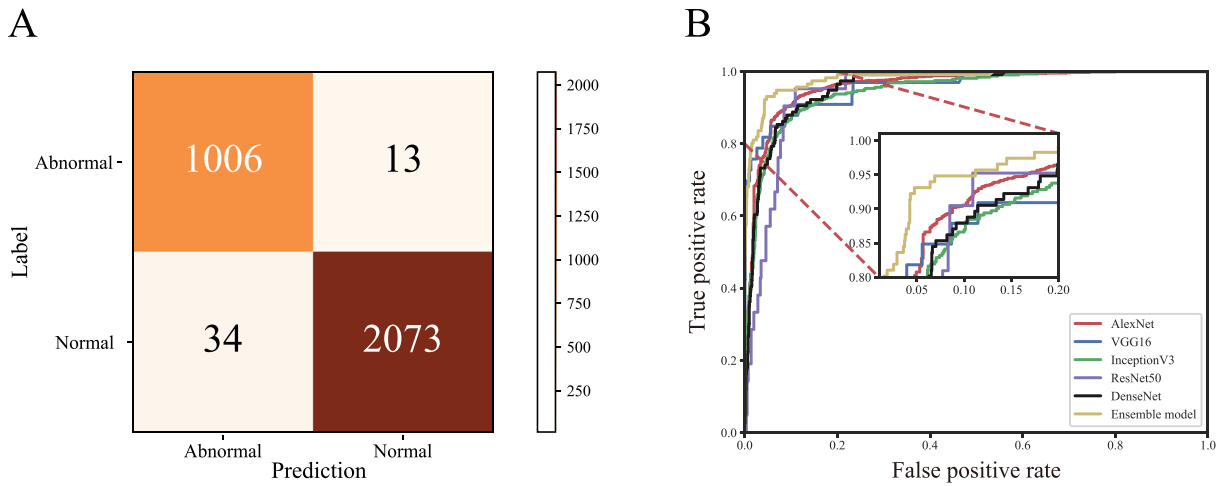 A
Abnormal
Normal
Label
1006
13
34
2073
Abnormal
Normal
Prediction
2000
1750
1500
1250
1000
750
500
250
B
True positive rate
1.0
0.8
0.6
0.4
0.2
0.0
0.0
0.2
0.4
0.6
0.8
1.0
False positive rate
1.00
0.95
0.90
0.85
0.80
0.05
0.10
0.15
0.20
AlexNet
VGG16
InceptionV3
ResNet50
DenseNet
Ensemble model